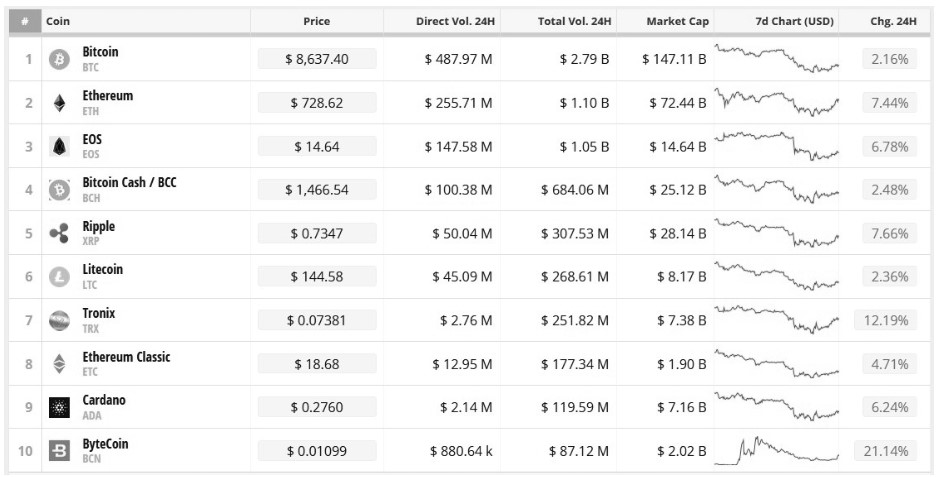 # Coin Price Direct Vol. 24H Total Vol. 24H Market Cap 7d Chart (USD) Chg. 24H
1 Bitcoin $ 8,637.40 $ 487.97 M $ 2.79 B $ 147.11 B 2.16%
BTC
2 Ethereum $ 728.62 $ 255.71 M $ 1.10 B $ 72.44 B 7.44%
ETH
3 EOS $ 14.64 $ 147.58 M $ 1.05 B $ 14.64 B 6.78%
EOS
4 Bitcoin Cash / BCC $ 1,466.54 $ 100.38 M $ 684.06 M $ 25.12 B 2.48%
BCH
5 Ripple $ 0.7347 $ 50.04 M $ 307.53 M $ 28.14 B 7.66%
XRP
6 Litecoin $ 144.58 $ 45.09 M $ 268.61 M $ 8.17 B 2.36%
LTC
7 Tronix $ 0.07381 $ 2.76 M $ 251.82 M $ 7.38 B 12.19%
TRX
8 Ethereum Classic $ 18.68 $ 12.95 M $ 177.34 M $ 1.90 B 4.71%
ETC
9 Cardano $ 0.2760 $ 2.14 M $ 119.59 M $ 7.16 B 6.24%
ADA
10 ByteCoin $ 0.01099 $ 880.64 k $ 87.12 M $ 2.02 B 21.14%
BCN